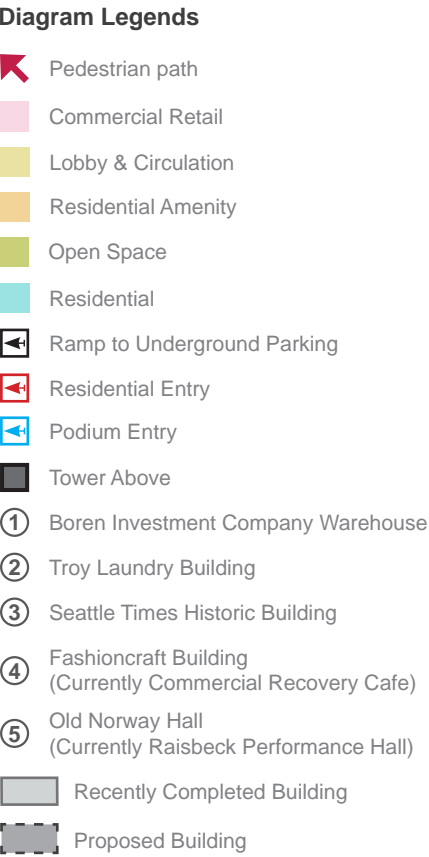 Diagram Legends
Pedestrian path
Commercial Retail
Lobby & Circulation
Residential Amenity
Open Space
Residential
Ramp to Underground Parking
Residential Entry
Podium Entry
Tower Above
1 Boren Investment Company Warehouse
2 Troy Laundry Building
3 Seattle Times Historic Building
4 Fashioncraft Building
(Currently Commercial Recovery Cafe)
5 Old Norway Hall
(Currently Raisbeck Performance Hall)
Recently Completed Building
Proposed Building